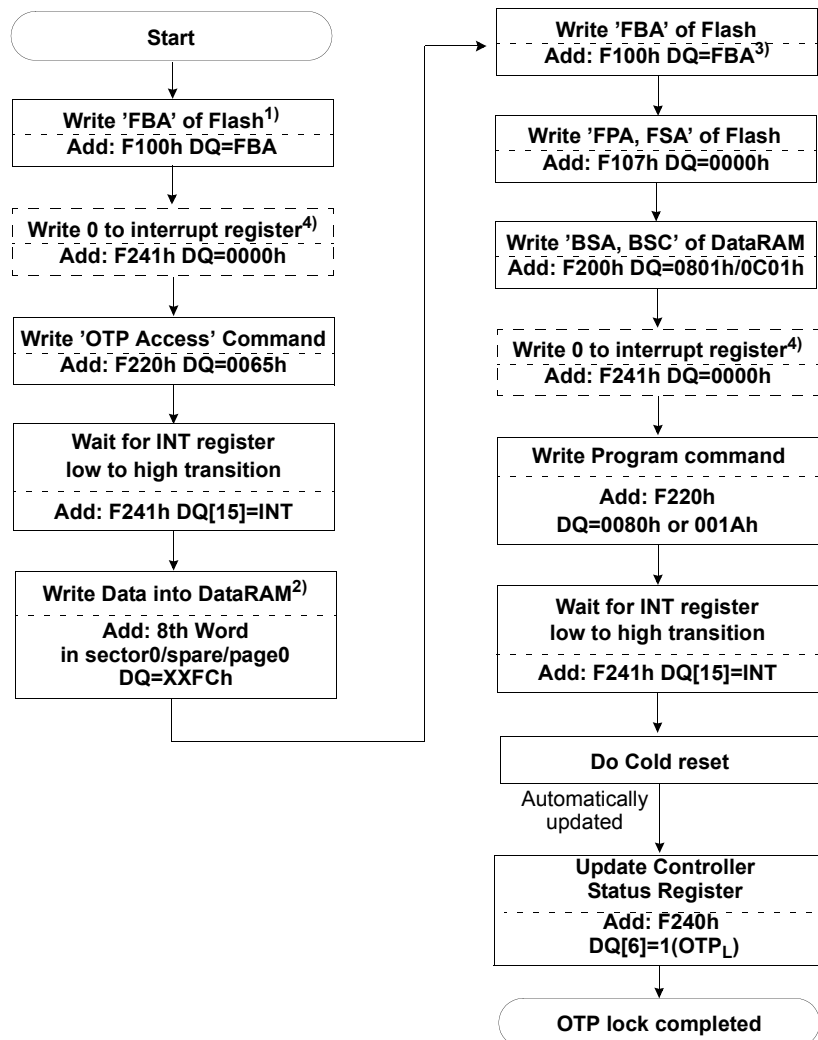 Start
Write ’FBA’ of Flash1)
Add: F100h DQ=FBA
Write 0 to interrupt register4)
Add: F241h DQ=0000h
Write ’OTP Access’ Command
Add: F220h DQ=0065h
Wait for INT register
low to high transition
Add: F241h DQ[15]=INT
Write Data into DataRAM2)
Add: 8th Word
in sector0/spare/page0
DQ=XXFCh
Write ’FBA’ of Flash
Add: F100h DQ=FBA3)
Write ’FPA, FSA’ of Flash
Add: F107h DQ=0000h
Write ’BSA, BSC’ of DataRAM
Add: F200h DQ=0801h/0C01h
Write 0 to interrupt register4)
Add: F241h DQ=0000h
Write Program command
Add: F220h
DQ=0080h or 001Ah
Wait for INT register
low to high transition
Add: F241h DQ[15]=INT
Do Cold reset
Automatically
updated
Update Controller
Status Register
Add: F240h
DQ[6]=1(OTPL)
OTP lock completed